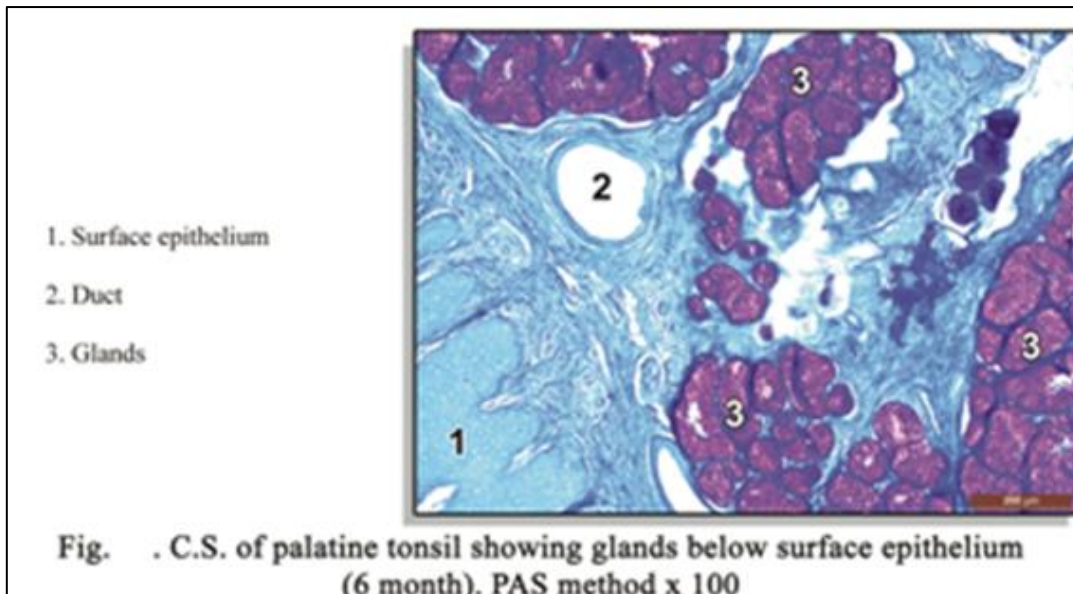 1. Surface epithelium
2. Duct
3. Glands
3
2
3
3
1
Fig. . C.S. of palatine tonsil showing glands below surface epithelium
(6 month). PAS method x 100